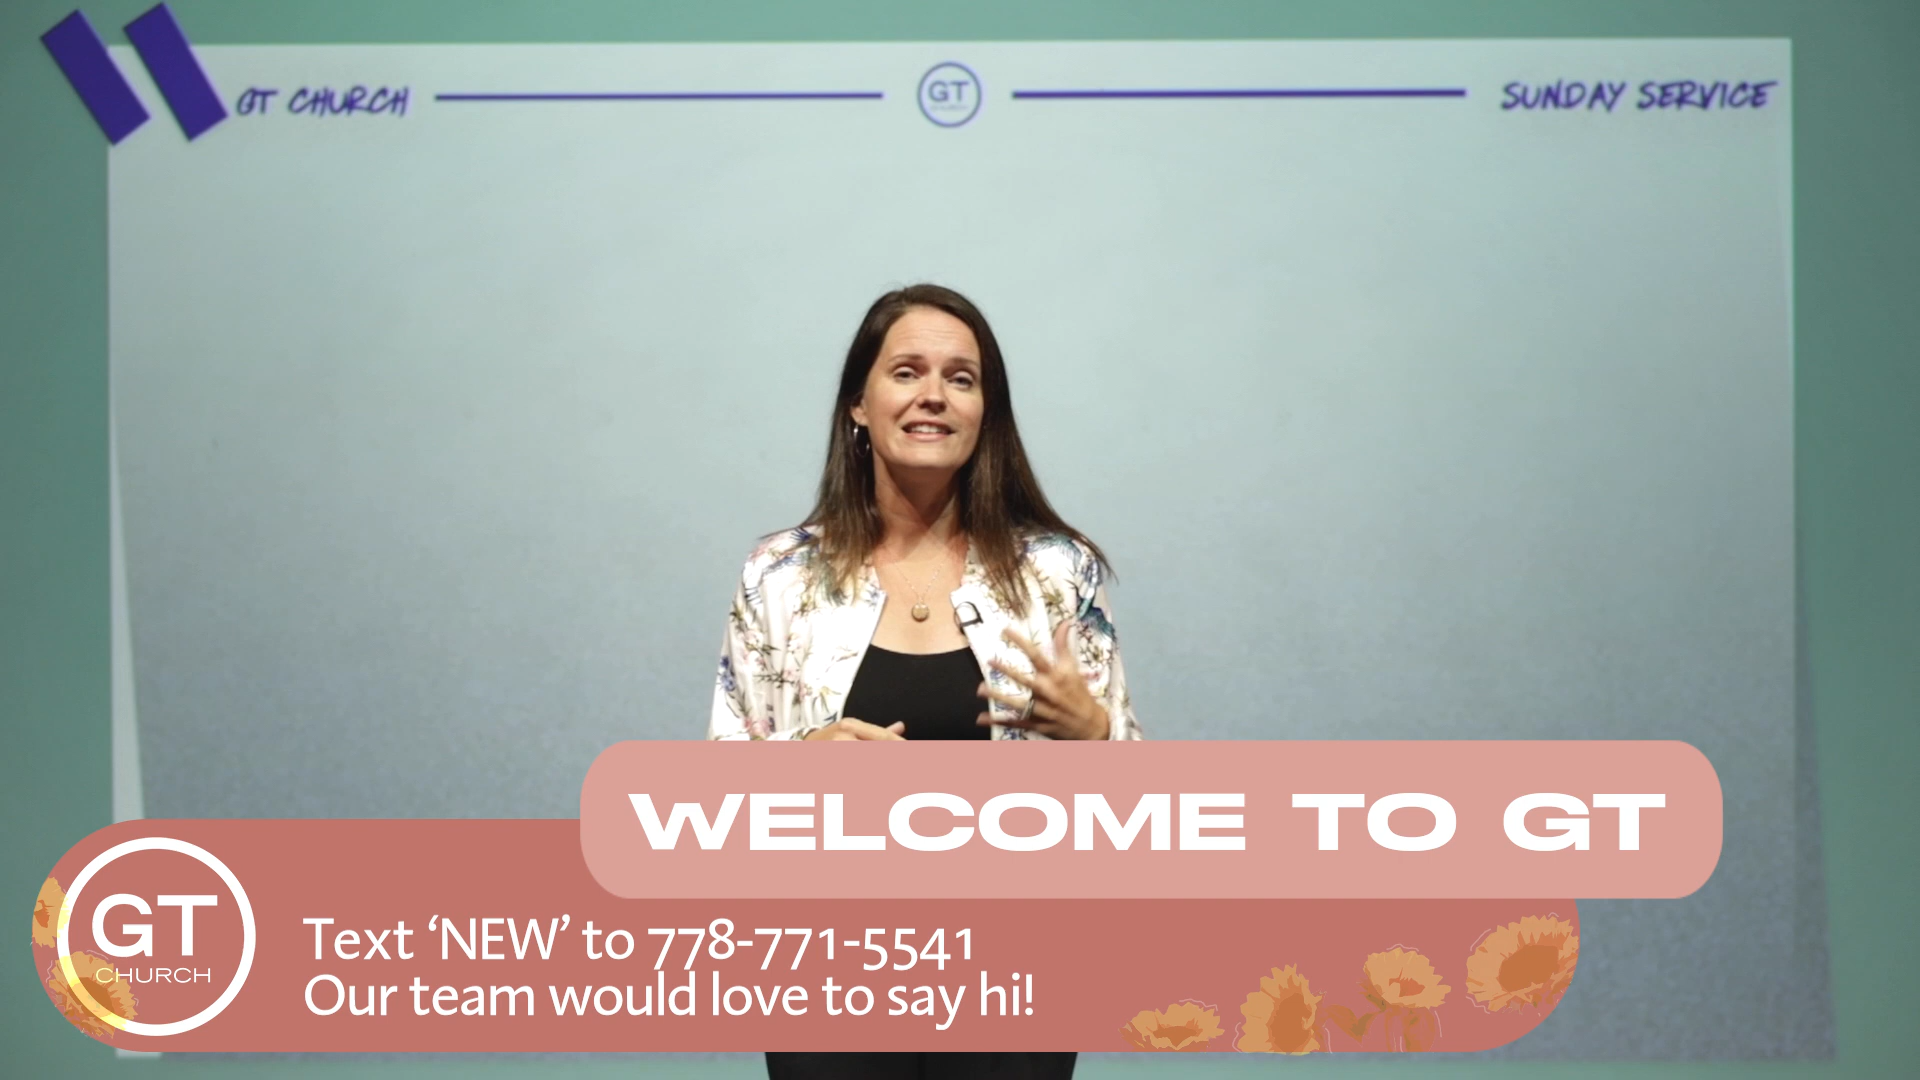 GT CHURCH
GT
SUNDAY SERVICE
WELCOME TO GT
GT
CHURCH
Text ‘NEW’ to 778-771-5541
Our team would love to say hi!